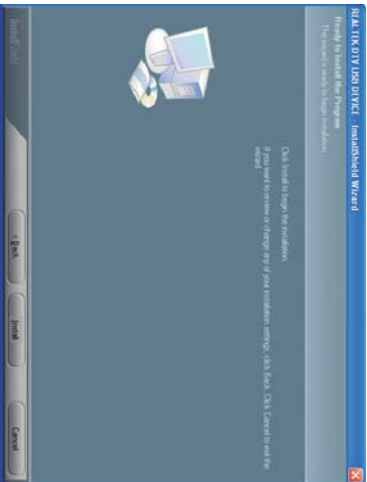 REALTEK DTV USB DEVICE - InstallShield Wizard
Ready to Install the Program
The wizard is ready to begin installation.
Click Install to begin the installation.
If you want to review or change any of your installation settings, click Back. Click Cancel to exit the
wizard.
InstallShield
< Back
Install
Cancel